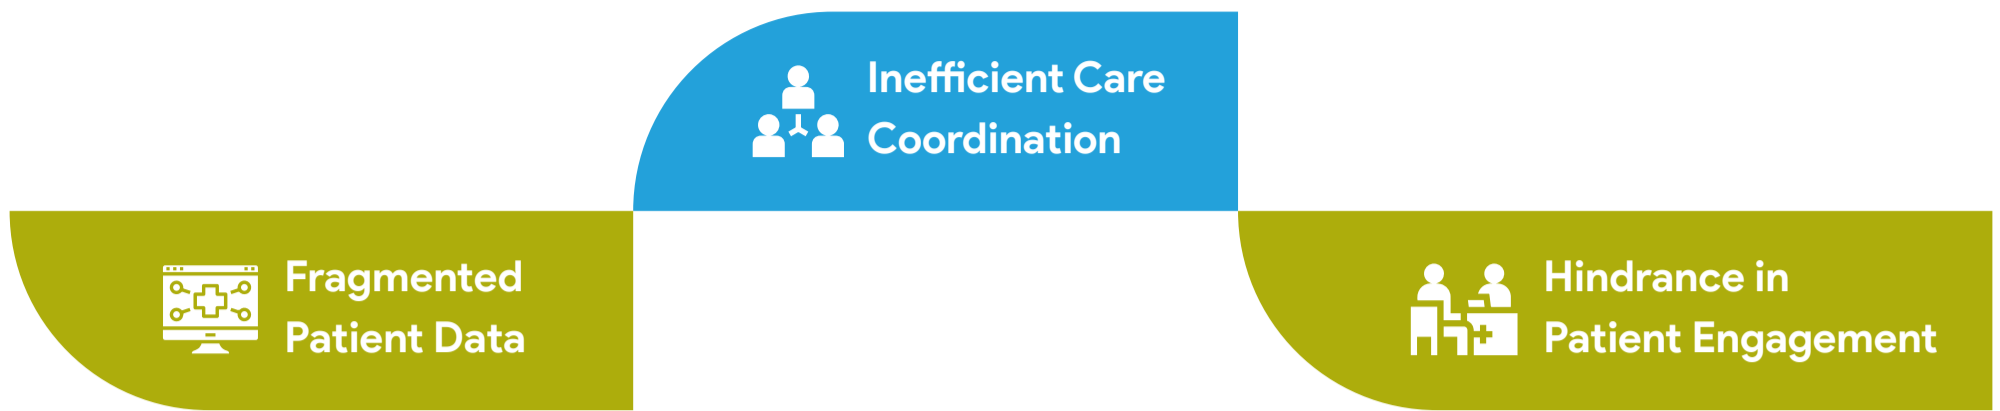 Fragmented
Patient Data
Inefficient Care
Coordination
Hindrance in
Patient Engagement